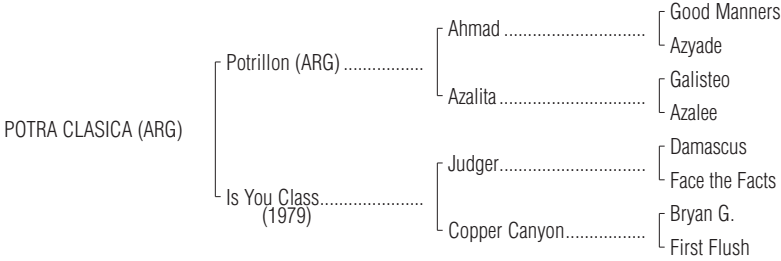 Good Manners
Ahmad ..............................
Azyade
Potrillon (ARG) .................
Galisteo
Azalita ...............................
Azalee
POTRA CLASICA (ARG)
Damascus
Judger ...............................
Face the Facts
Is You Class ......................
(1979)
Bryan G.
Copper Canyon .................
First Flush